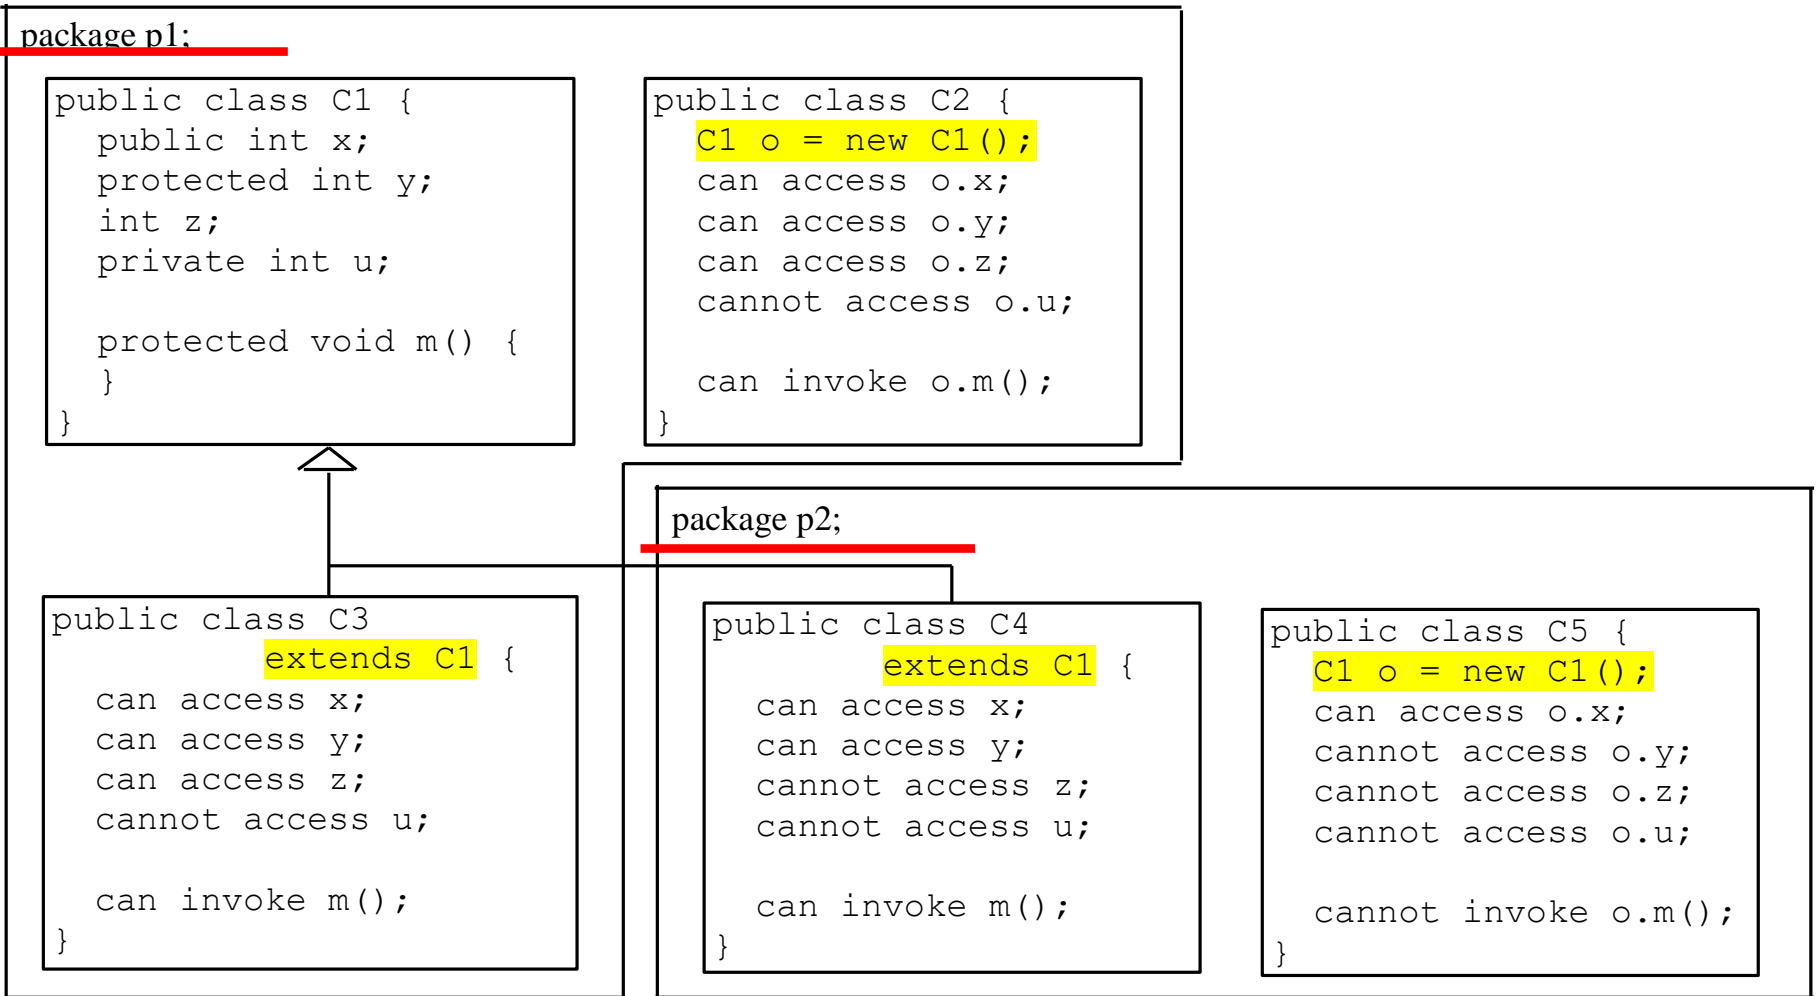 package p1;
public class C1 {
public int x;
protected int y;
int z;
private int u;
protected void m() {
}
}
public class C2 {
C1 o = new C1();
can access o.x;
can access o.y;
can access o.z;
cannot access o.u;
can invoke o.m();
}
public class C3
extends C1 {
can access x;
can access y;
can access z;
cannot access u;
can invoke m();
}
package p2;
public class C4
extends C1 {
can access x;
can access y;
cannot access z;
cannot access u;
can invoke m();
}
public class C5 {
C1 o = new C1();
can access o.x;
cannot access o.y;
cannot access o.z;
cannot access o.u;
cannot invoke o.m();
}